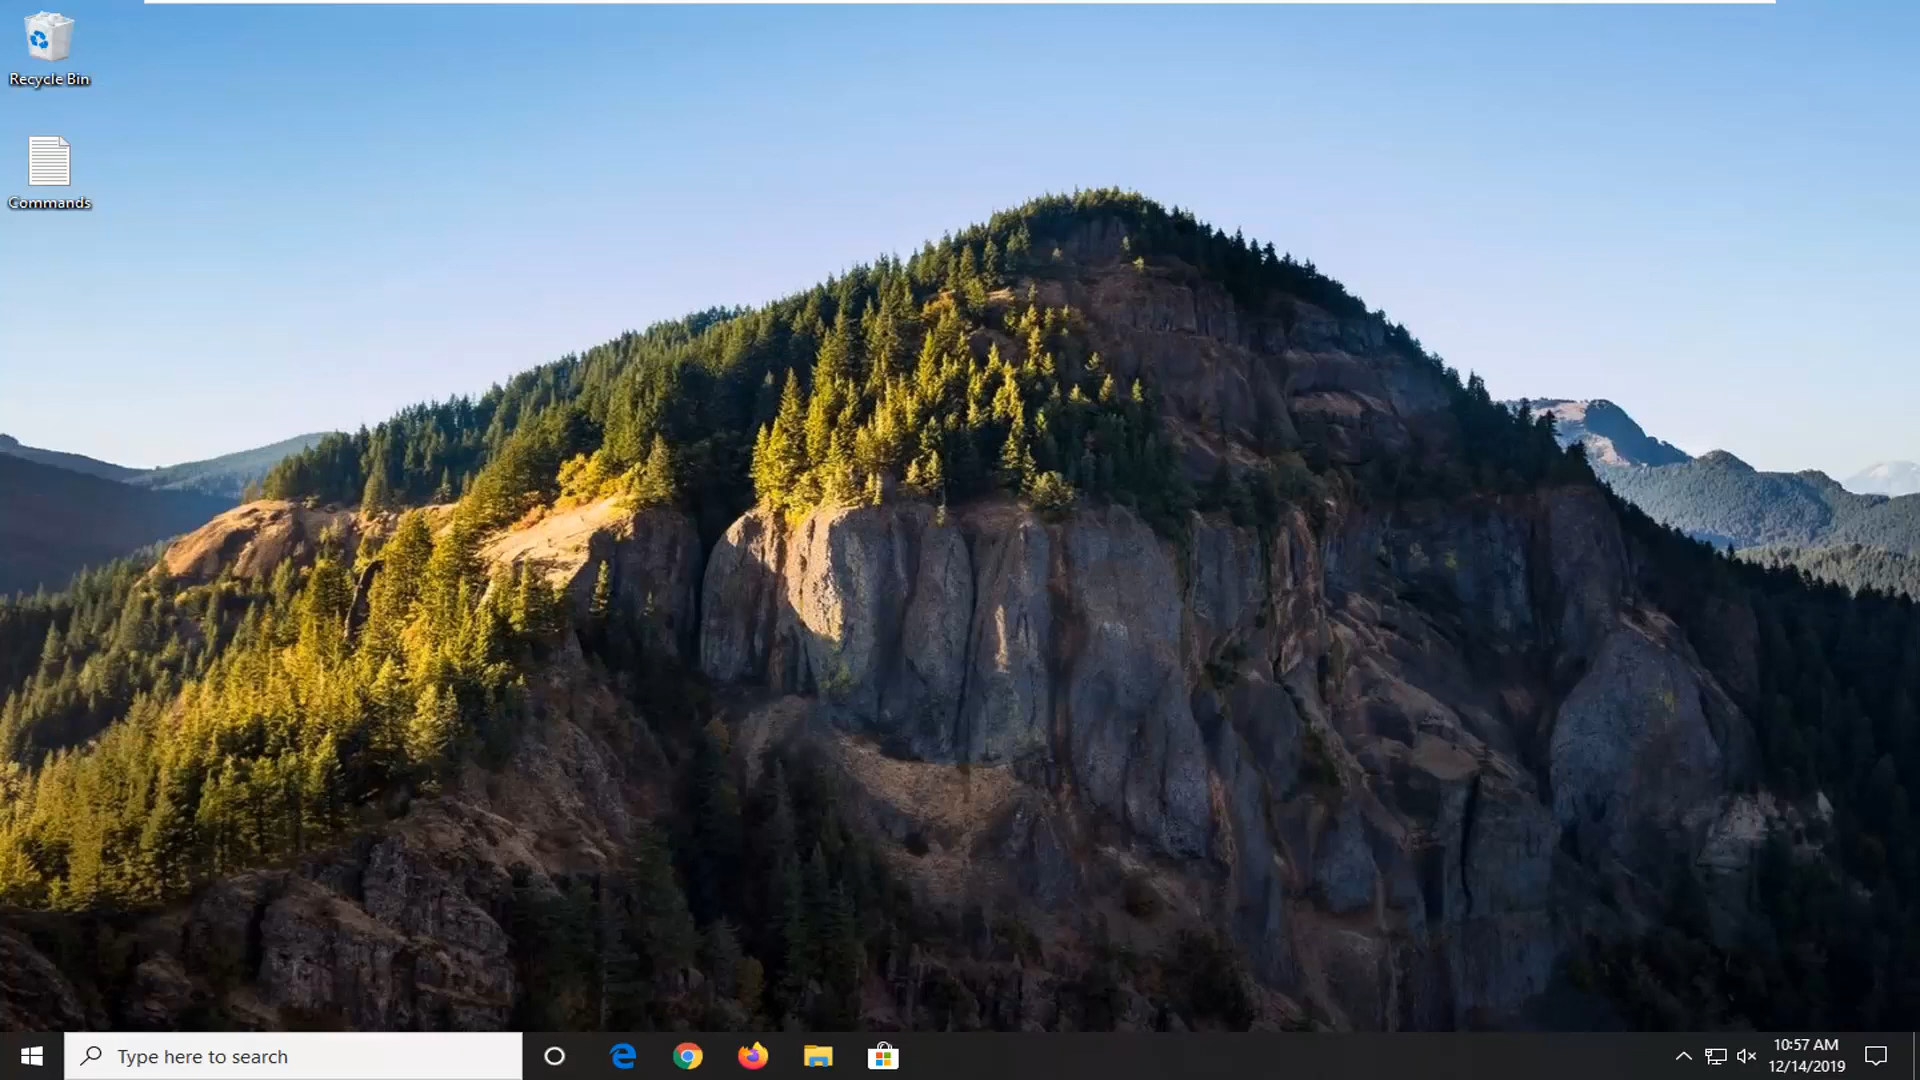 Recycle Bin
Commands
Type here to search
10:57 AM
12/14/2019